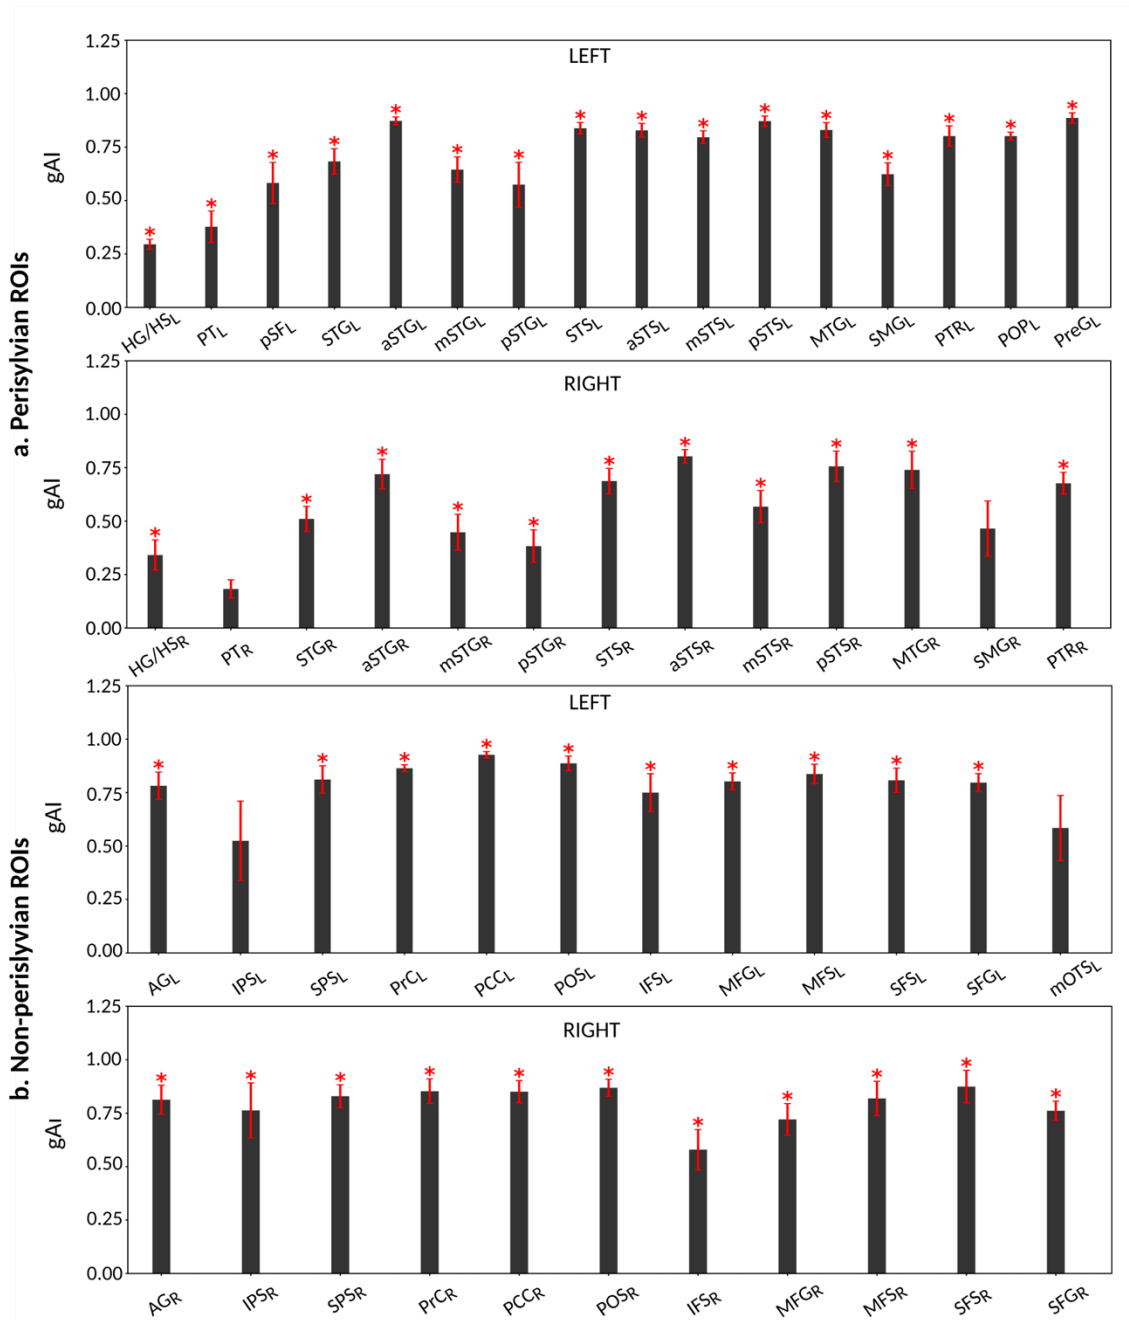 a. Perisylvian ROIs
LEFT
gAI
1.25
1.00
0.75
0.50
0.25
0.00
* * * * * * * * * * * * * * * *
HG/HSL PTL pSFL STGL aSTGL mSTGL pSTGL STSL aSTSL mSTSL pSTSL MTGL SMGL PTRL POPL PreGL
RIGHT
gAI
1.25
1.00
0.75
0.50
0.25
0.00
* * * * * * * * * * *
HG/HSR PTR STGR aSTGR mSTGR pSTGR STSR aSTSR mSTSR pSTSR MTGR SMGR PTRR
b. Non-perislyvian ROIs
LEFT
gAI
1.25
1.00
0.75
0.50
0.25
0.00
* * * * * * * * * *
AGL IPSL SPSL PrCL PCCL POSL IFSL MFGL MFSL SFSL SFGL mOTSL
RIGHT
gAI
1.25
1.00
0.75
0.50
0.25
0.00
* * * * * * * * * * *
AGR IPSR SPSR PrCR PCCR POSR IFSR MFGR MFSR SFSR SFGR